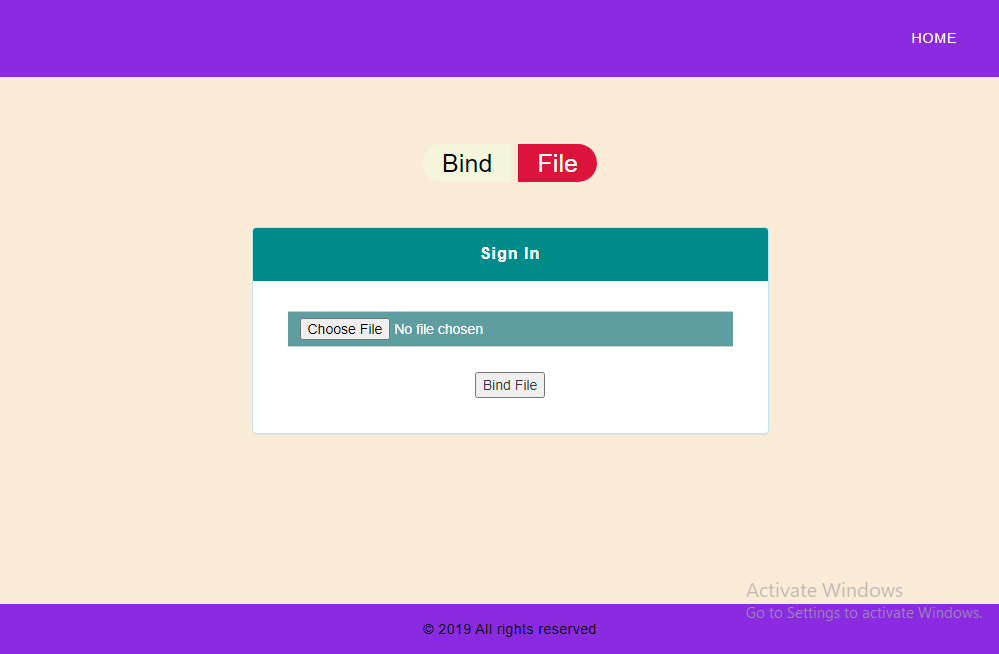 HOME
Bind File
Sign In
Choose File No file chosen
Bind File
Activate Windows
Go to Settings to activate Windows.
© 2019 All rights reserved